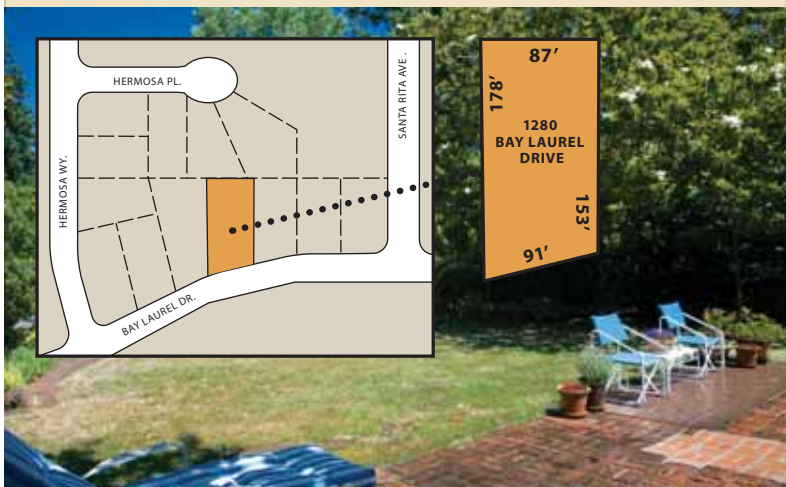 HERMOSA PL.
HERMOSA WY.
SANTA RITA AVE.
BAY LAUREL DR.
87’
178’
1280
BAY LAUREL
DRIVE
153’
91’